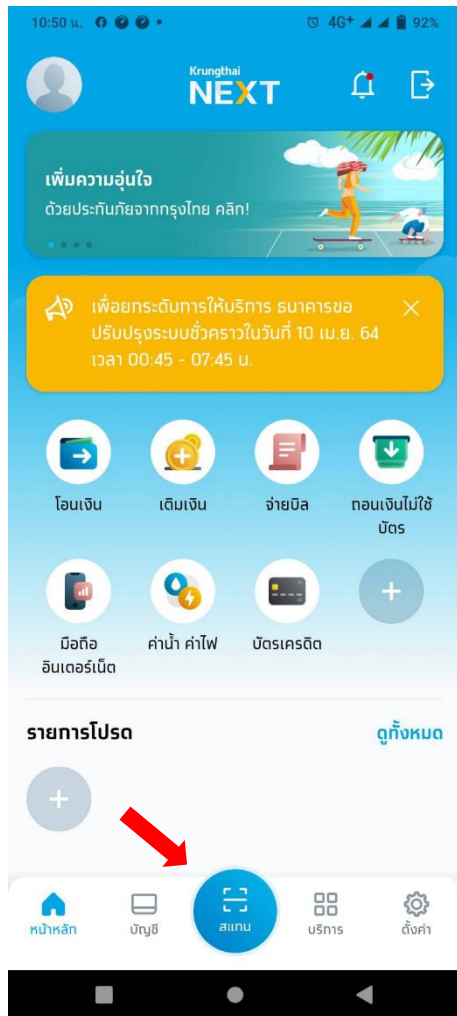 10:50 น.
4G+ 92%
Krungthai
NEXT
เพิ่มความอุ่นใจ
ด้วยประกันภัยจากกรุงไทย คลิก!
เพื่อยกระดับการให้บริการ ธนาคารขอ
ปรับปรุงระบบชั่วคราวในวันที่ 10 เม.ย. 64
เวลา 00:45 - 07:45 น.
โอนเงิน
เติมเงิน
จ่ายบิล
ถอนเงินไม่ใช้
บัตร
มือถือ
อินเตอร์เน็ต
ค่าน้ำ ค่าไฟ
บัตรเครดิต
รายการโปรด
ดูทั้งหมด
หน้าหลัก
บัญชี
สแกน
บริการ
ตั้งค่า